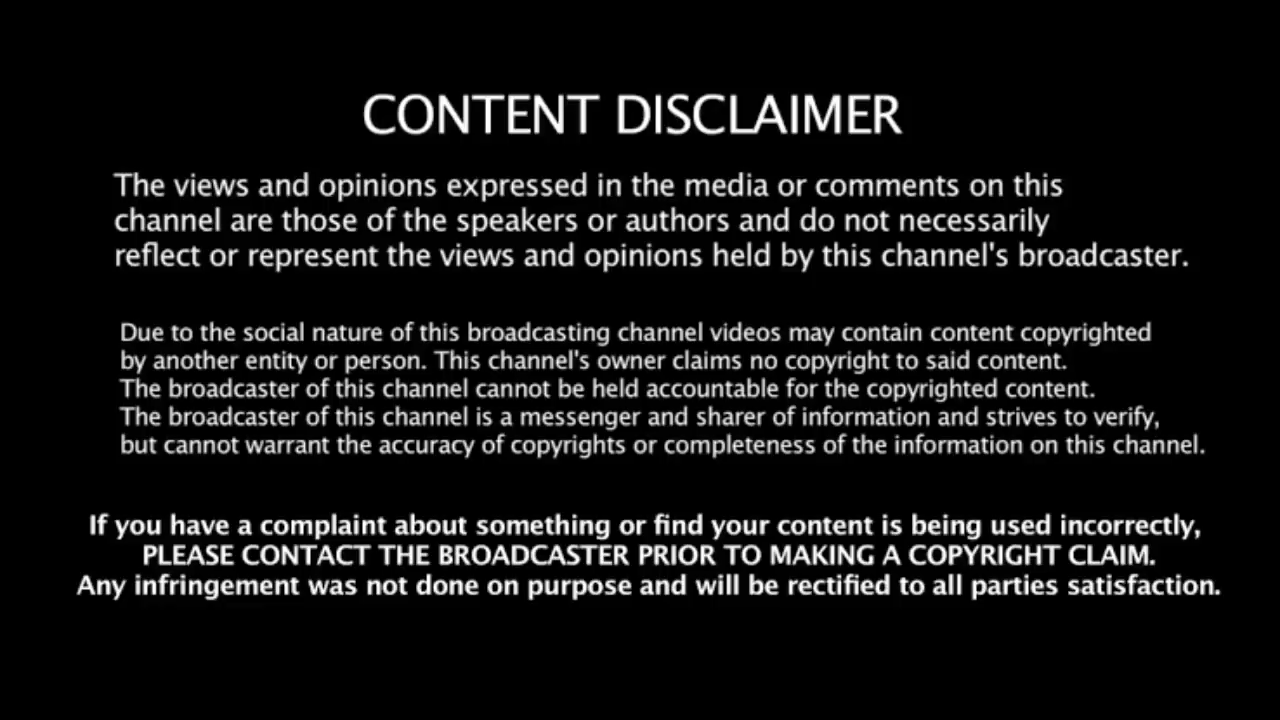 CONTENT DISCLAIMER
The views and opinions expressed in the media or comments on this
channel are those of the speakers or authors and do not necessarily
reflect or represent the views and opinions held by this channel's broadcaster.
Due to the social nature of this broadcasting channel videos may contain content copyrighted
by another entity or person. This channel's owner claims no copyright to said content.
The broadcaster of this channel cannot be held accountable for the copyrighted content.
The broadcaster of this channel is a messenger and sharer of information and strives to verify,
but cannot warrant the accuracy of copyrights or completeness of the information on this channel.
If you have a complaint about something or find your content is being used incorrectly,
PLEASE CONTACT THE BROADCASTER PRIOR TO MAKING A COPYRIGHT CLAIM.
Any infringement was not done on purpose and will be rectified to all parties satisfaction.